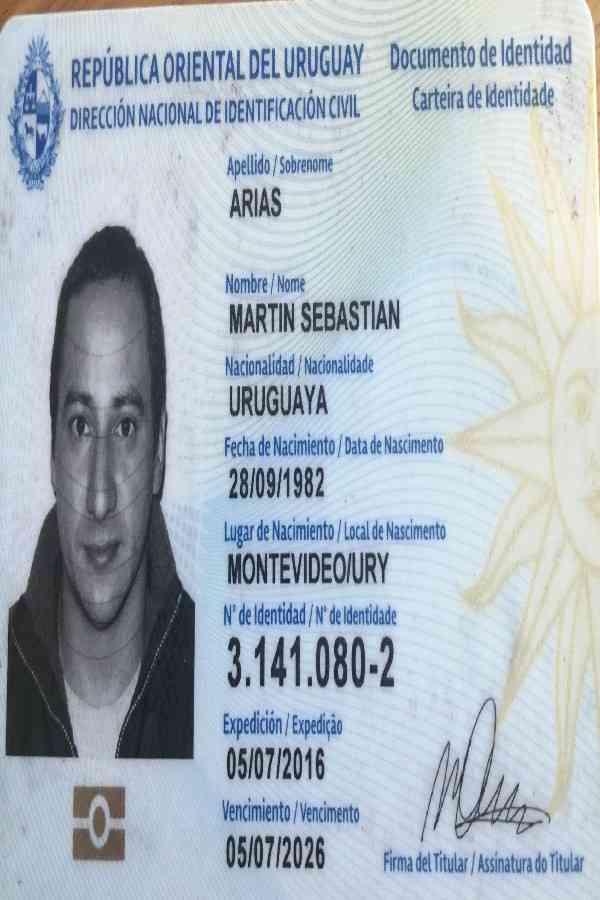 REPÚBLICA ORIENTAL DEL URUGUAY
DIRECCIÓN NACIONAL DE IDENTIFICACIÓN CIVIL
Documento de Identidad
Carteira de Identidade
Apellido / Sobrenome
ARIAS
Nombre / Nome
MARTIN SEBASTIAN
Nacionalidad / Nacionalidade
URUGUAYA
Fecha de Nacimiento / Data de Nascimento
28/09/1982
Lugar de Nacimiento / Local de Nascimento
MONTEVIDEO/URY
N° de Identidad / N° de Identidade
3.141.080-2
Expedición / Expedição
05/07/2016
Vencimiento / Vencimento
05/07/2026
Firma del Titular / Assinatura do Titular